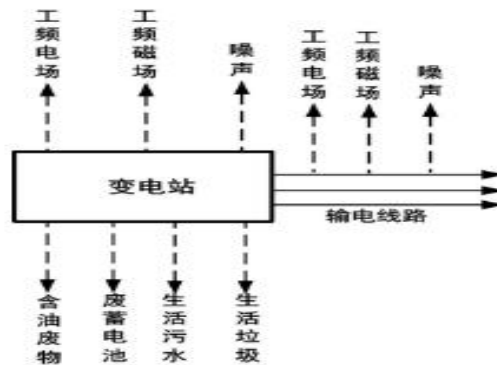 工频电场
工频磁场
噪声
工频电场
工频磁场
噪声
变电站
输电线路
含油废物
废蓄电池
生活污水
生活垃圾